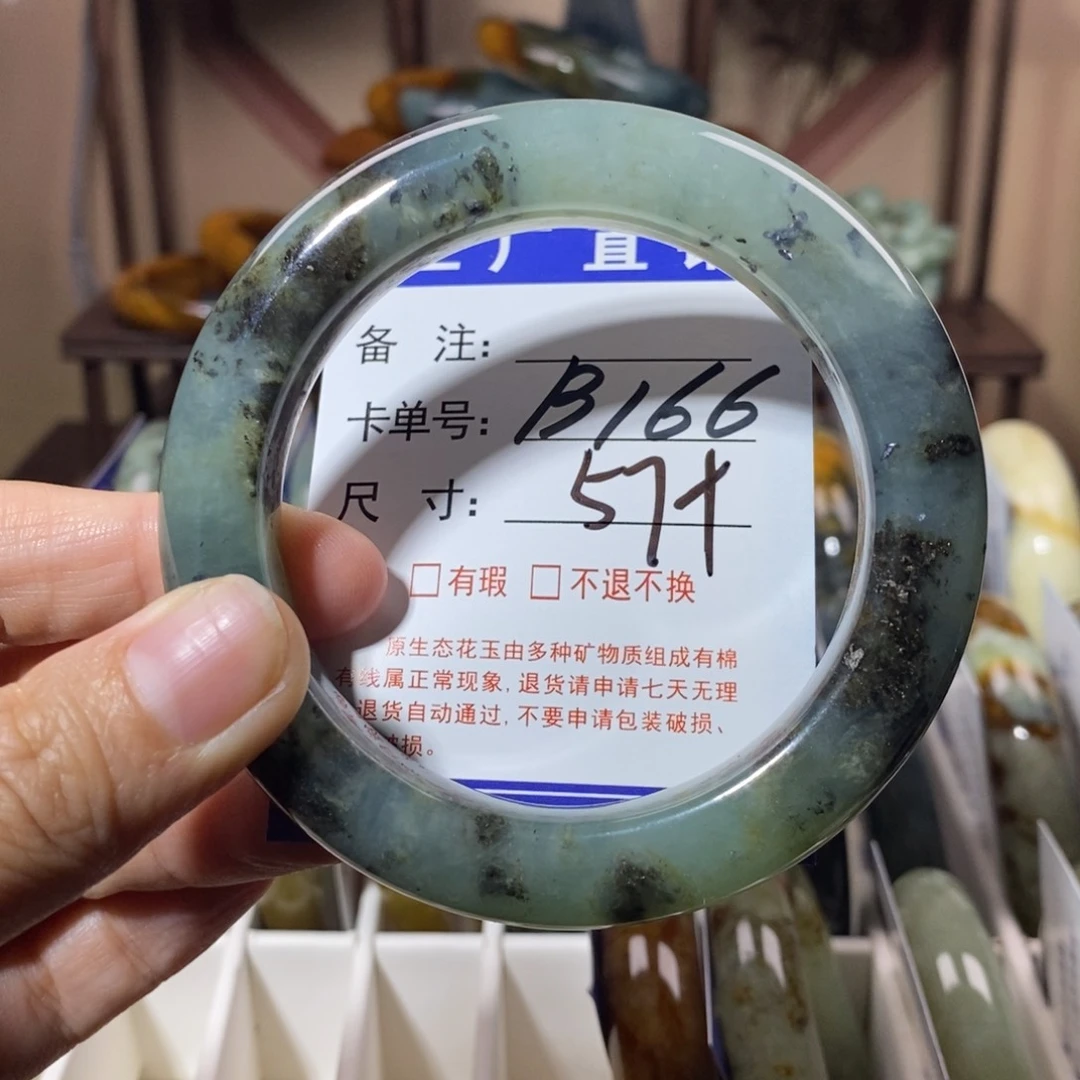 厂直
备 注:
卡单号: B166
尺 寸: 57+
□有瑕 □不退不换
原生态花玉由多种矿物质组成有棉
有线属正常现象,退货请申请七天无理
退货自动通过,不要申请包装破损、
损。